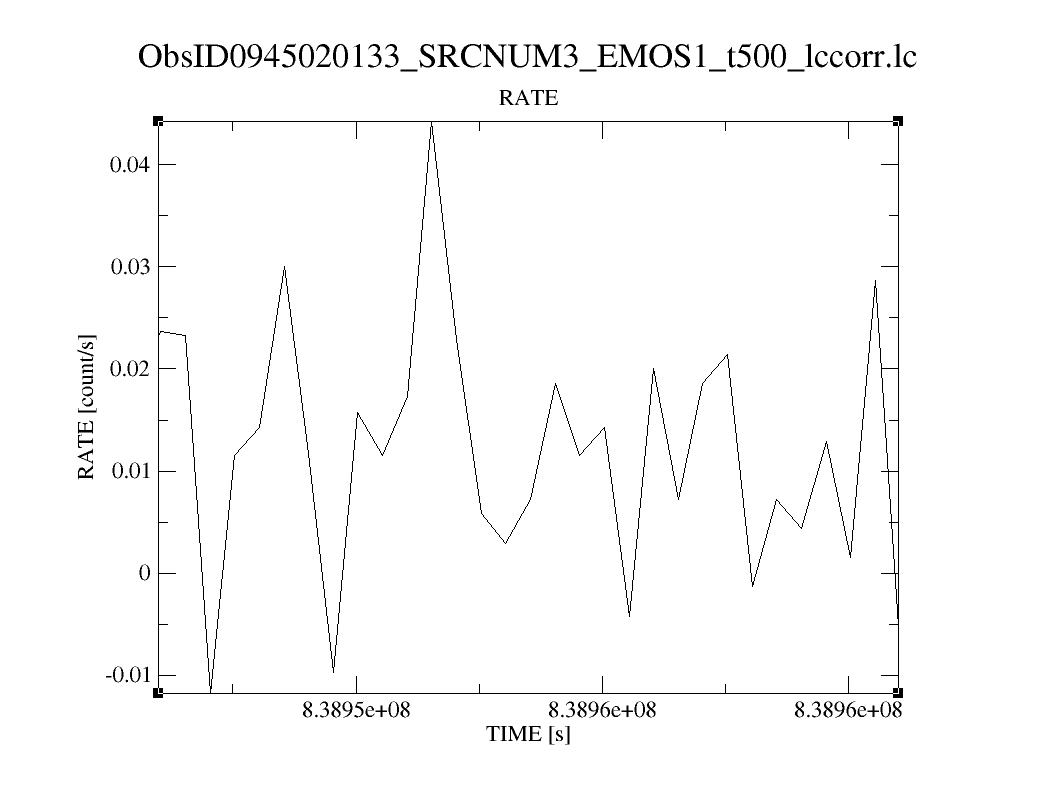 ObsID0945020133_SRCNUM3_EMOS1_t500_lccorr.lc
RATE
0.04
0.03
0.02
0.01
0
-0.01
RATE [count/s]
8.3895e+08 8.3896e+08 8.3896e+08
TIME [s]